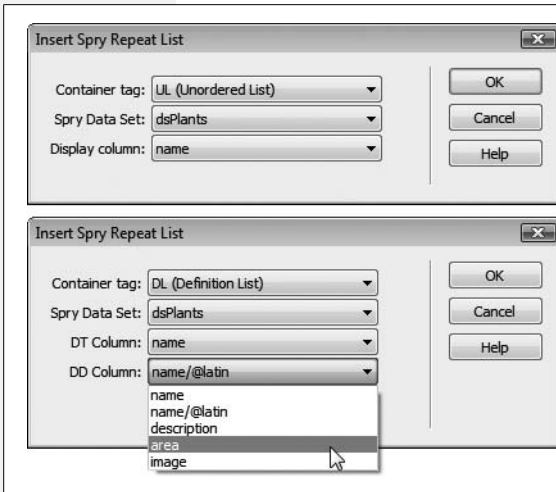 Insert Spry Repeat List
Container tag: UL (Unordered List) OK
Spry Data Set: dsPlants Cancel
Display column: name Help
Insert Spry Repeat List
Container tag: DL (Definition List) OK
Spry Data Set: dsPlants Cancel
DT Column: name Help
DD Column: name/@latin
name
name/@latin
description
area
image